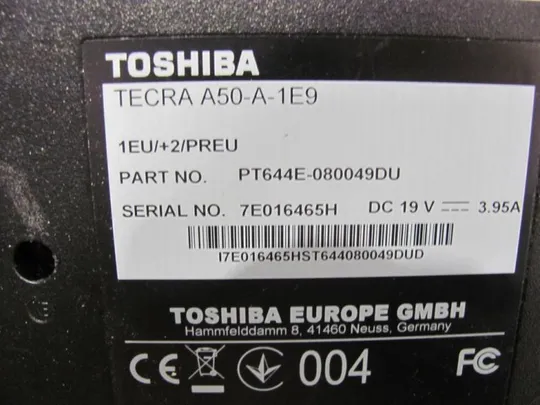 TOSHIBA
TECRA A50-A-1E9
1EU/+2/PREU
PART NO. PT644E-080049DU
SERIAL NO. 7E016465H DC 19 V 3.95A
I7E016465HST644080049DUD
TOSHIBA EUROPE GMBH
Hammfelddamm 8, 41460 Neuss, Germany
CE 004 FC